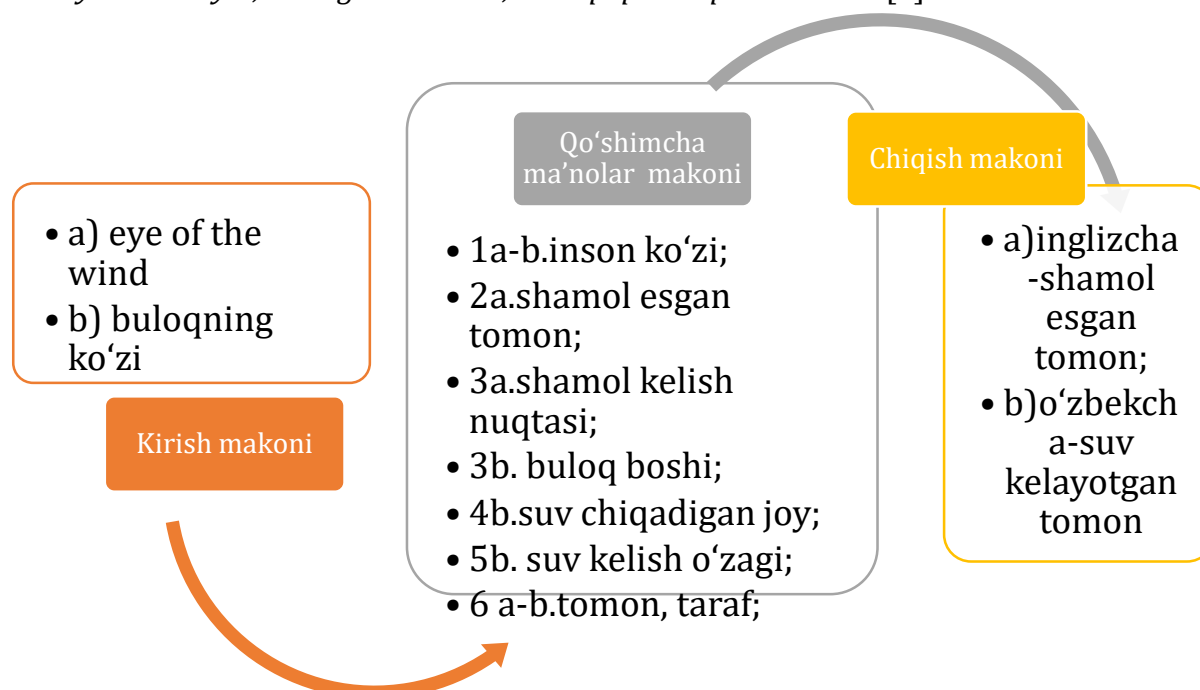 • a) eye of the
wind
• b) buloqning
ko‘zi
Kirish makoni
Qo‘shimcha
ma’nolar makoni
• 1a-b.inson ko‘zi;
• 2a.shamol esgan
tomon;
• 3a.shamol kelish
nuqtasi;
• 3b. buloq boshi;
• 4b.suv chiqadigan joy;
• 5b. suv kelish o‘zagi;
• 6 a-b.tomon, taraf;
Chiqish makoni
• a)inglizcha
-shamol
esgan
tomon;
• b)o‘zbekch
a-suv
kelayotgan
tomon